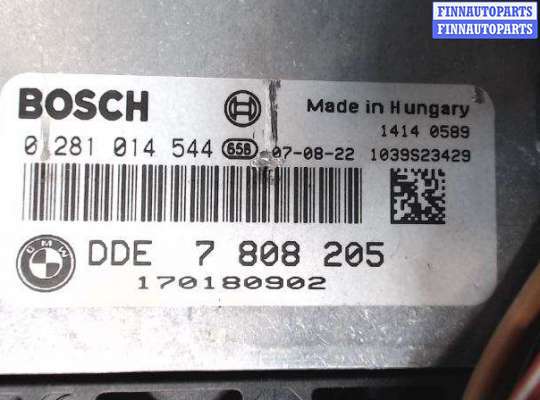 FINNAUTOPARTS
FINNAUTOPARTS
BOSCH
Made in Hungary
1414 0589
0 281 014 544 658 07-08-22 1039S23429
BMW
DDE 7 808 205
170180902